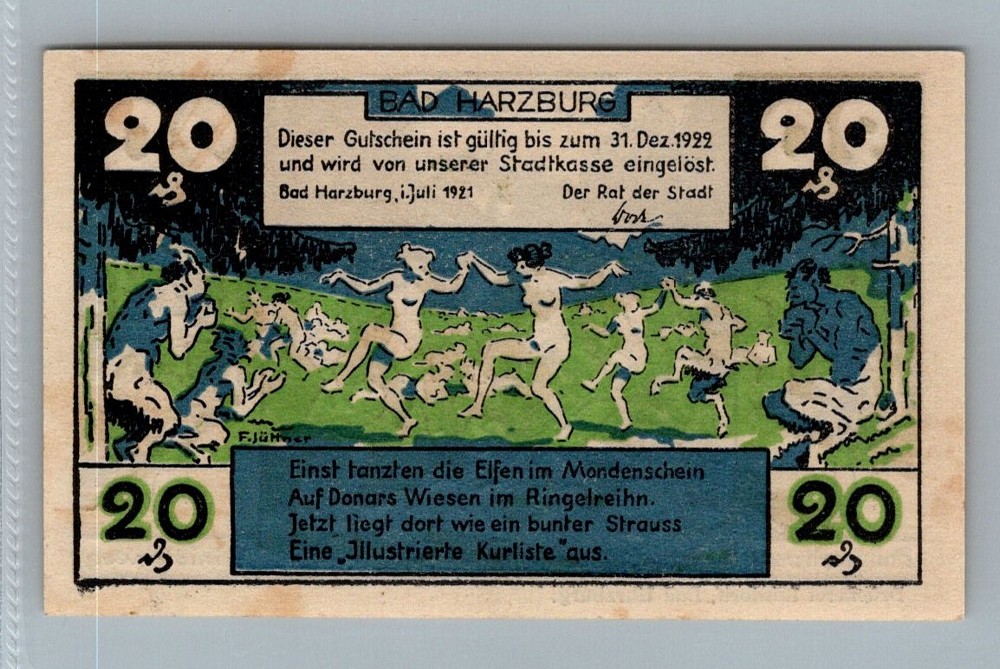 BAD HARZBURG
20
20
Dieser Gutschein ist gültig bis zum 31. Dez. 1922
und wird von unserer Stadtkasse eingelöst.
Bad Harzburg, i. Juli 1921 Der Rat der Stadt
F. Jüttner
Einst tanzten die Elfen im Mondenschein
Auf Donars Wiesen im Ringelreihn.
Jetzt liegt dort wie ein bunter Strauss
Eine „Jllustrierte Kurliste" aus.
20
20